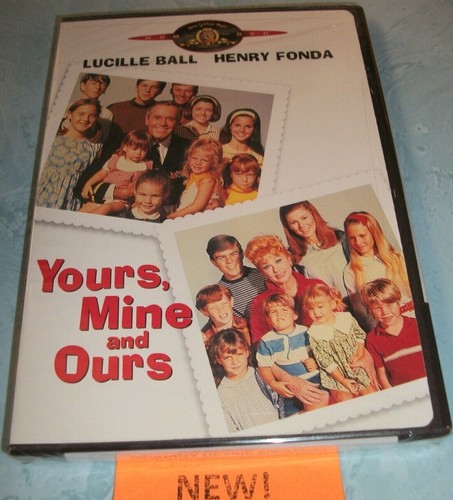 LUCILLE BALL HENRY FONDA
Yours,
Mine
and
Ours
NEW!